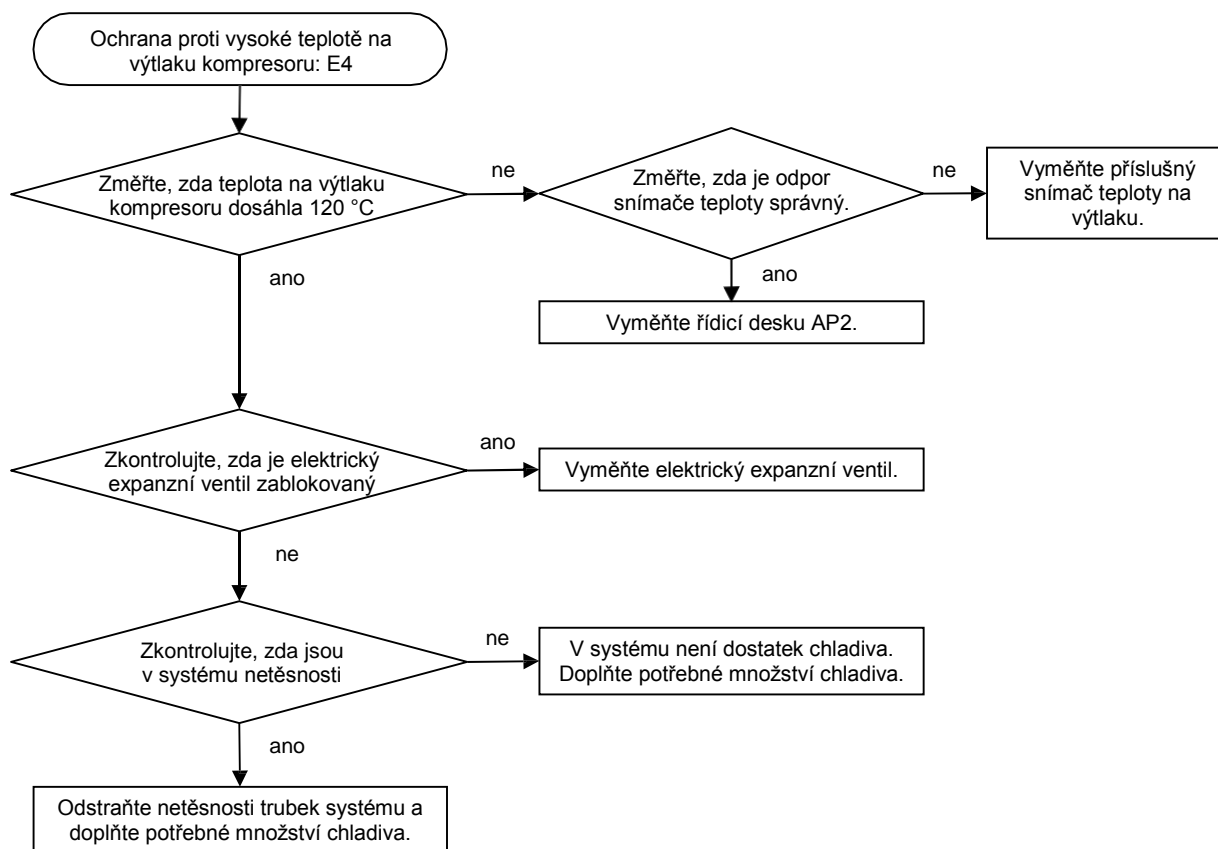 Ochrana proti vysoké teplotě na
výtlaku kompresoru: E4
Změřte, zda teplota na výtlaku
kompresoru dosáhla 120 °C
ne
Změřte, zda je odpor
snímače teploty správný.
ne
Vyměňte příslušný
snímač teploty na
výtlaku.
ano
ano
Vyměňte řídicí desku AP2.
Zkontrolujte, zda je elektrický
expanzní ventil zablokovaný
ano
Vyměňte elektrický expanzní ventil.
ne
Zkontrolujte, zda jsou
v systému netěsnosti
ne
V systému není dostatek chladiva.
Doplňte potřebné množství chladiva.
ano
Odstraňte netěsnosti trubek systému a
doplňte potřebné množství chladiva.